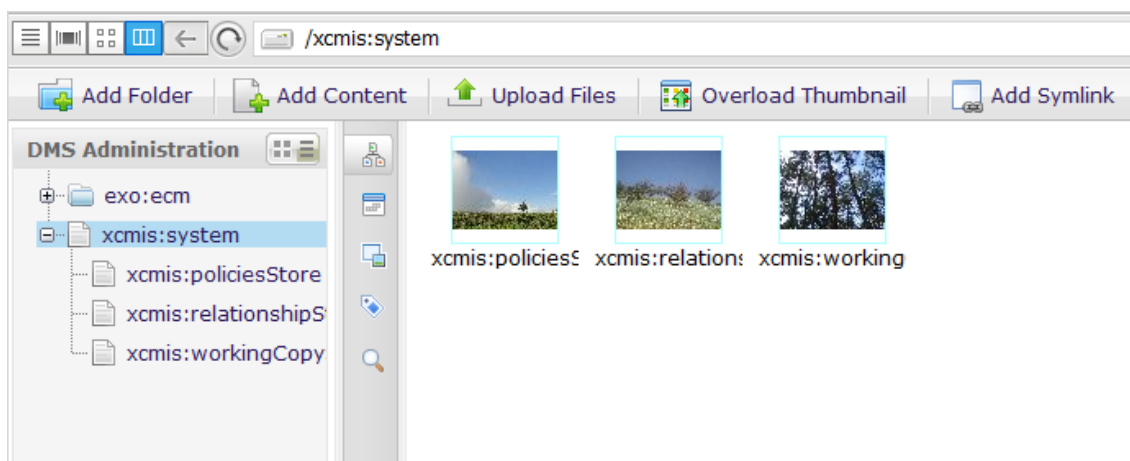 /xcmis:system
Add Folder Add Content Upload Files Overload Thumbnail Add Symlink
DMS Administration
exo:ecm
xcmis:system
xcmis:policiesStore
xcmis:relationshipS
xcmis:workingCopy
xcmis:policiesS xcmis:relations xcmis:working